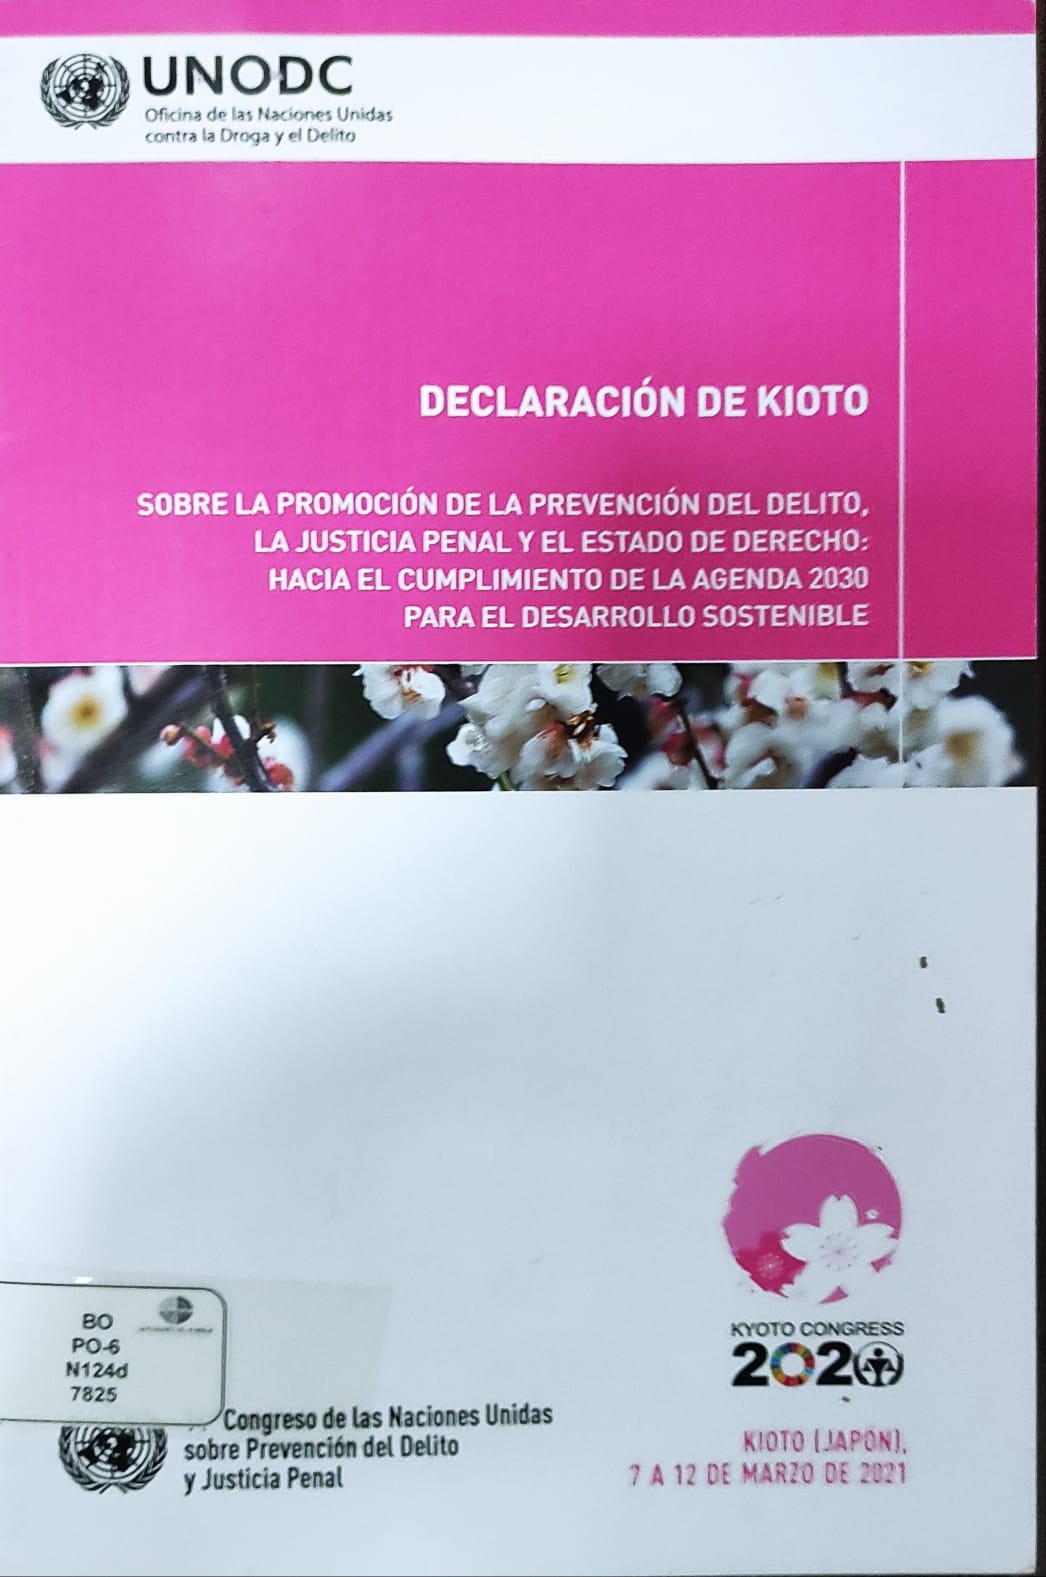 UNODC
Oficina de las Naciones Unidas
contra la Droga y el Delito
DECLARACIÓN DE KIOTO
SOBRE LA PROMOCIÓN DE LA PREVENCIÓN DEL DELITO,
LA JUSTICIA PENAL Y EL ESTADO DE DERECHO:
HACIA EL CUMPLIMIENTO DE LA AGENDA 2030
PARA EL DESARROLLO SOSTENIBLE
BO
PO-6
N124d
7825
Congreso de las Naciones Unidas
sobre Prevención del Delito
y Justicia Penal
KYOTO CONGRESS
2020
KIOTO (JAPÓN),
7 A 12 DE MARZO DE 2021